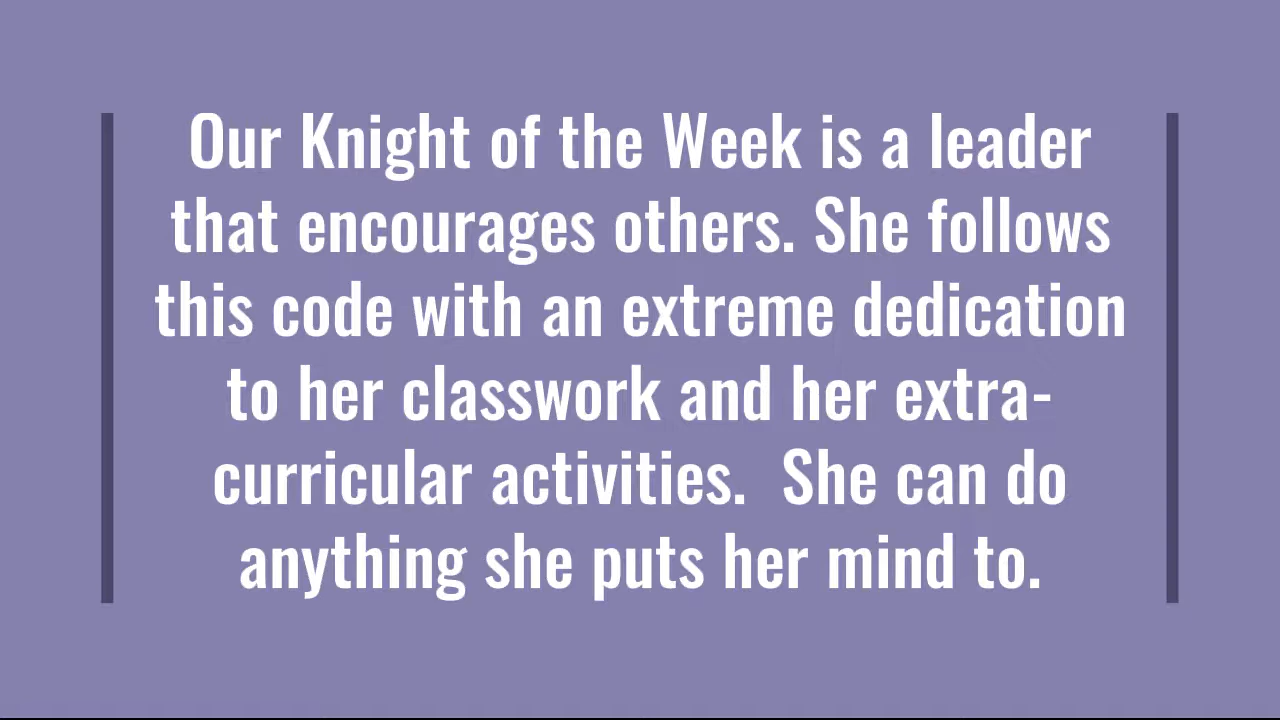 Our Knight of the Week is a leader
that encourages others. She follows
this code with an extreme dedication
to her classwork and her extra-
curricular activities.  She can do
anything she puts her mind to.